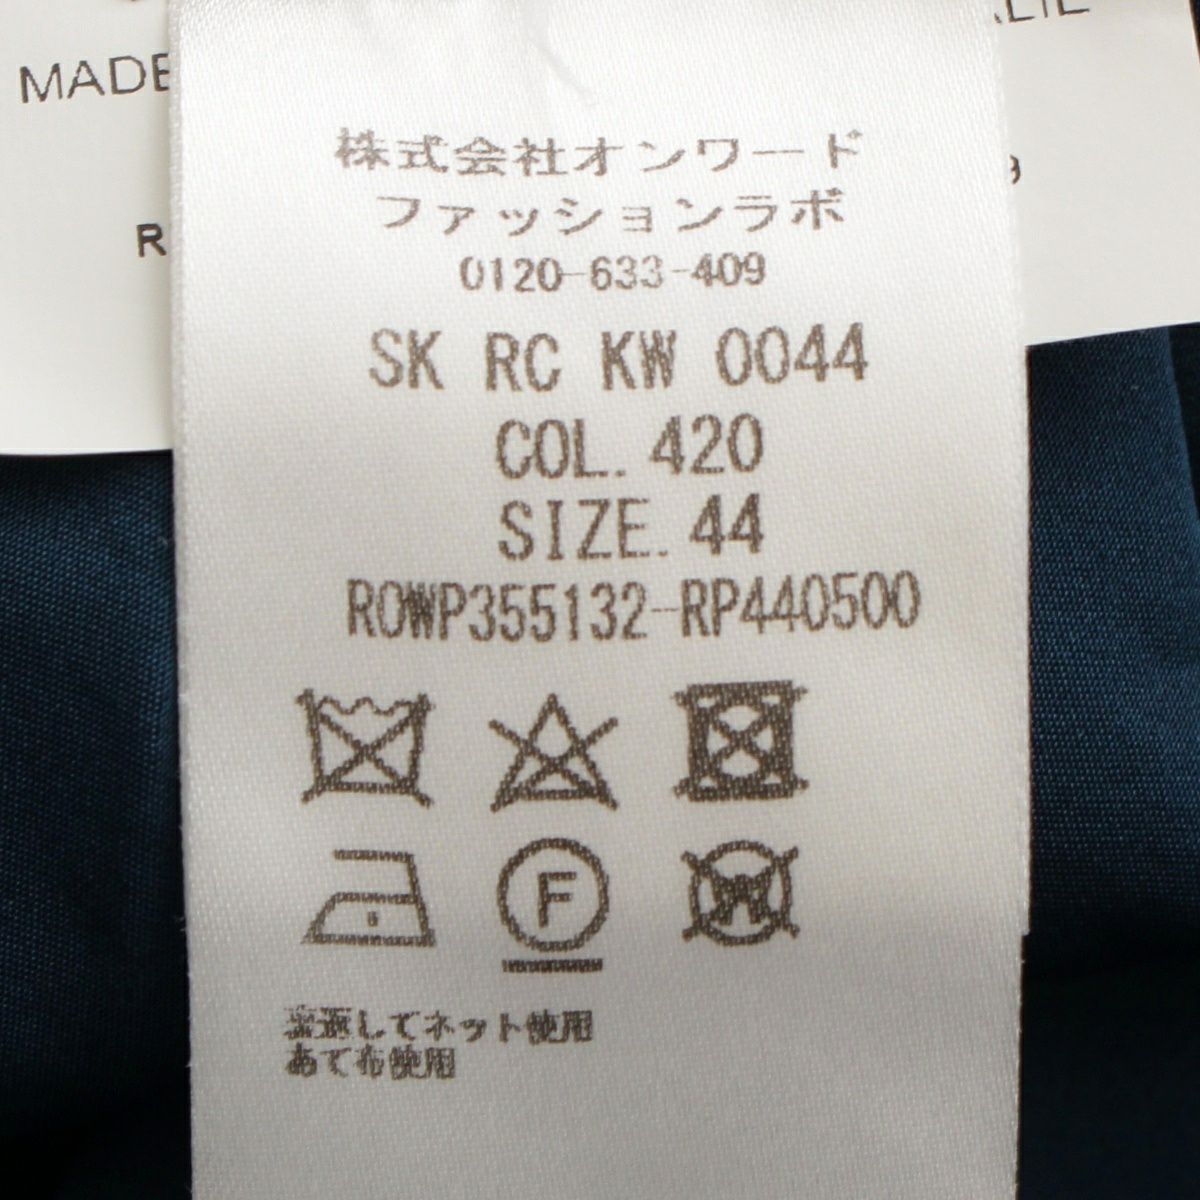 MADE
R
株式会社オンワード
ファッションラボ
0120-633-409
SK RC KW 0044
COL. 420
SIZE. 44
ROWP355132-RP440500
F
W
裏返してネット使用
あて布使用